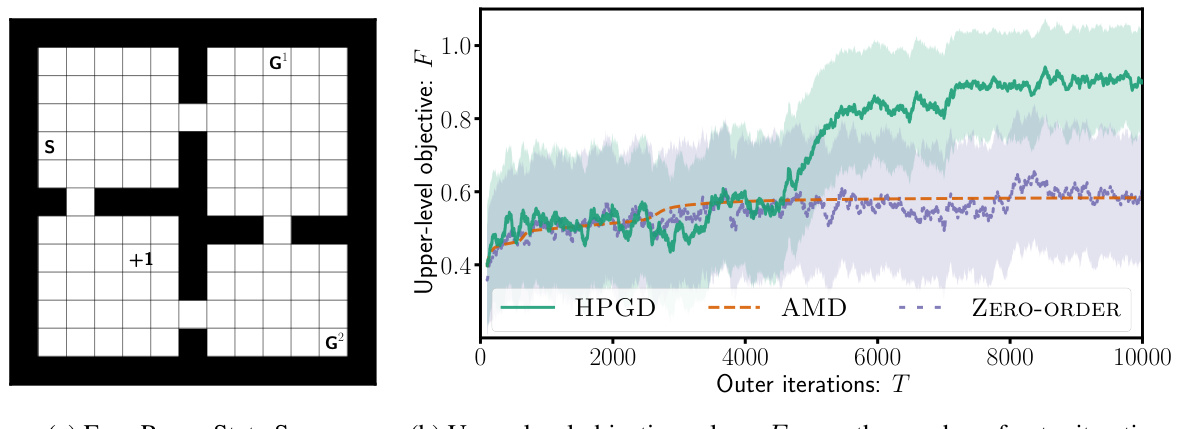 G¹
S
+1
G²
Upper-level objective: F
1.0
0.8
0.6
0.4
HPGD
AMD
ZERO-ORDER
0 2000 4000 6000 8000 10000
Outer iterations: T